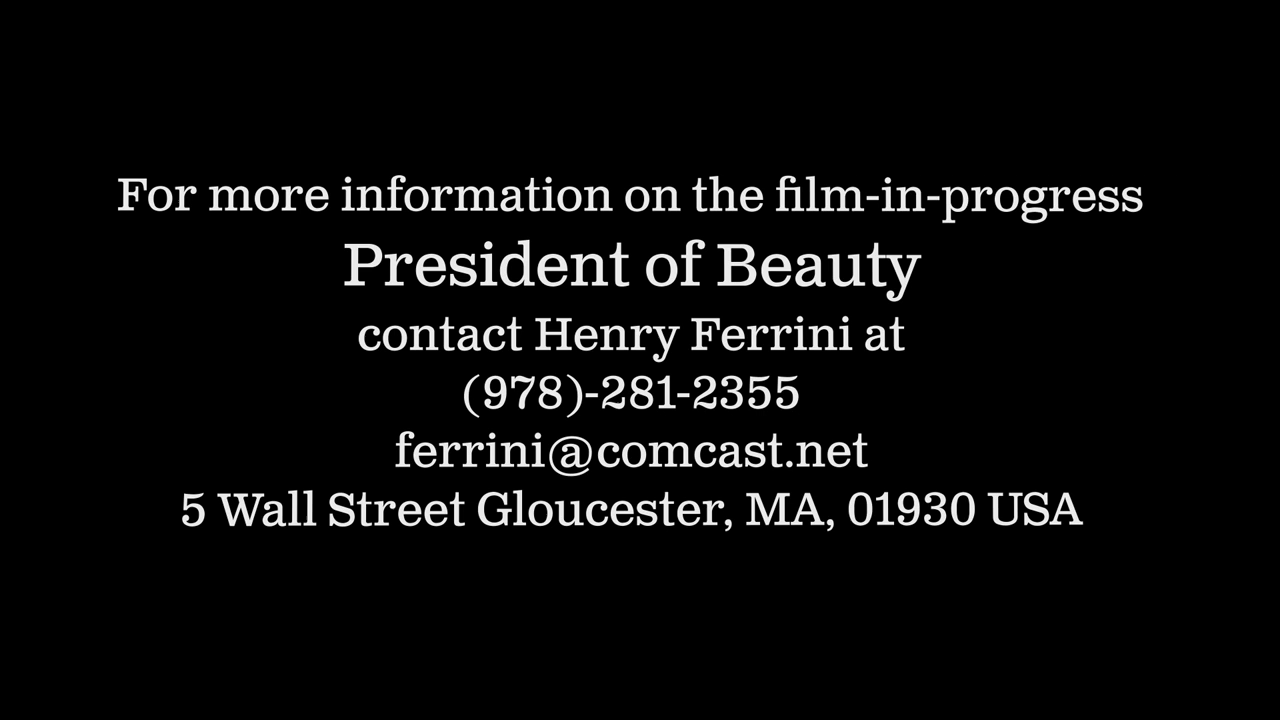 For more information on the film-in-progress
President of Beauty
contact Henry Ferrini at
(978)-281-2355
ferrini@comcast.net
5 Wall Street Gloucester, MA, 01930 USA